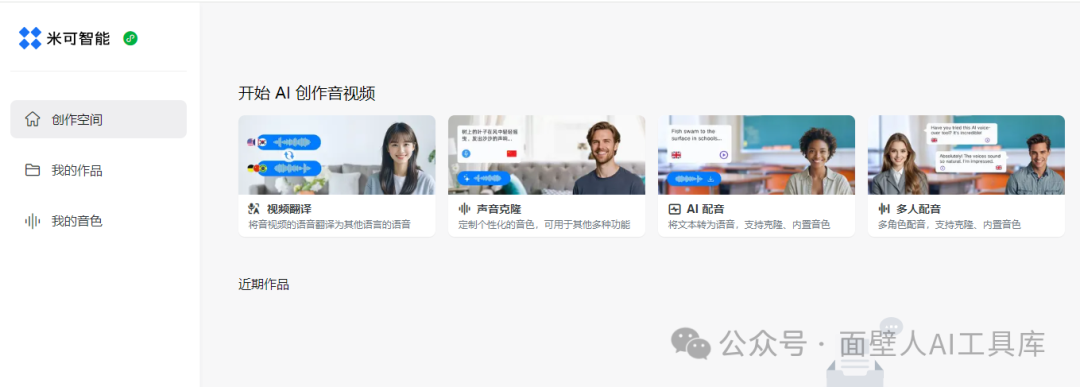 米可智能
创作空间
我的作品
我的音色
开始 AI 创作音视频
树上的叶子在风中轻轻摇
生，发出沙沙的声响...
Fish swam to the
surface in schools...
Have you tried this AI voice-
over yet? It's incredible!
Absolutely! The voices sound
so natural. I'm impressed.
视频翻译
将音视频的语音翻译为其他语言的语音
声音克隆
定制个性化的音色，可用于其他多种功能
AI 配音
将文本转为语音，支持克隆、内置音色
多人配音
多角色配音，支持克隆、内置音色
近期作品
公众号 · 面壁人AI工具库